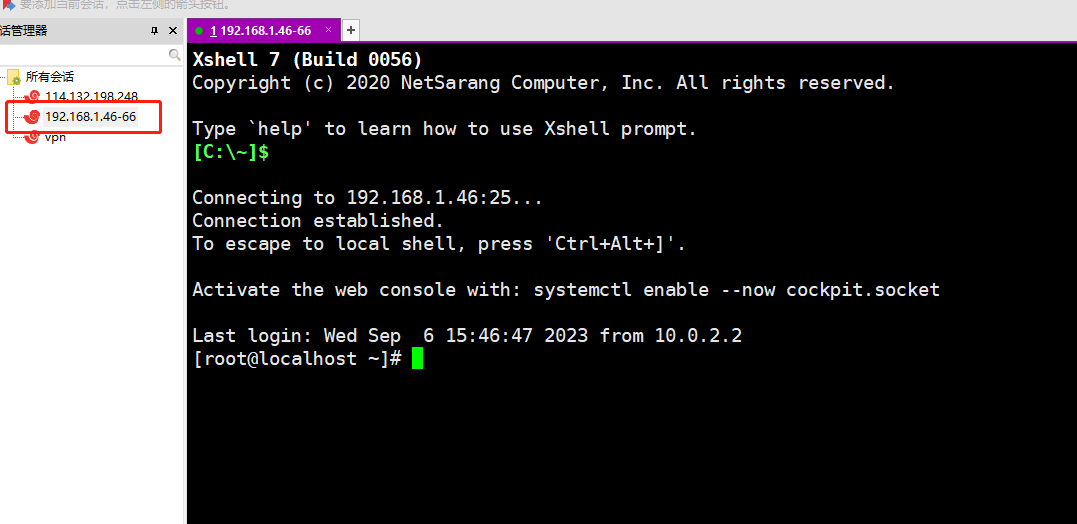 要添加当前会话，点击左侧的箭头按钮。
话管理器
1 192.168.1.46-66
所有会话
114.132.198.248
192.168.1.46-66
vpn
Xshell 7 (Build 0056)
Copyright (c) 2020 NetSarang Computer, Inc. All rights reserved.
Type `help' to learn how to use Xshell prompt.
[C:\~]$
Connecting to 192.168.1.46:25...
Connection established.
To escape to local shell, press 'Ctrl+Alt+]'.
Activate the web console with: systemctl enable --now cockpit.socket
Last login: Wed Sep  6 15:46:47 2023 from 10.0.2.2
[root@localhost ~]#